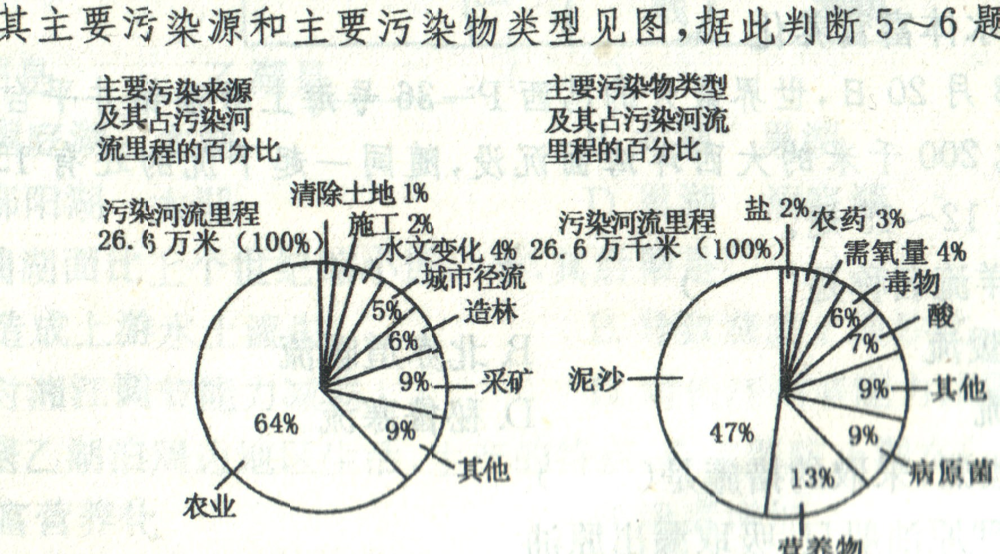 其主要污染源和主要污染物类型见图,据此判断5~6题
主要污染来源
及其占污染河
流里程的百分比
污染河流里程
26.6万米(100%)
清除土地1%
施工2%
水文变化4%
城市径流
5%
造林
6%
采矿
9%
其他
9%
农业
64%
主要污染物类型
及其占污染河流
里程的百分比
污染河流里程
26.6万千米(100%)
盐2%
农药3%
需氧量4%
毒物
6%
酸
7%
其他
9%
病原菌
9%
营养物
13%
泥沙
47%